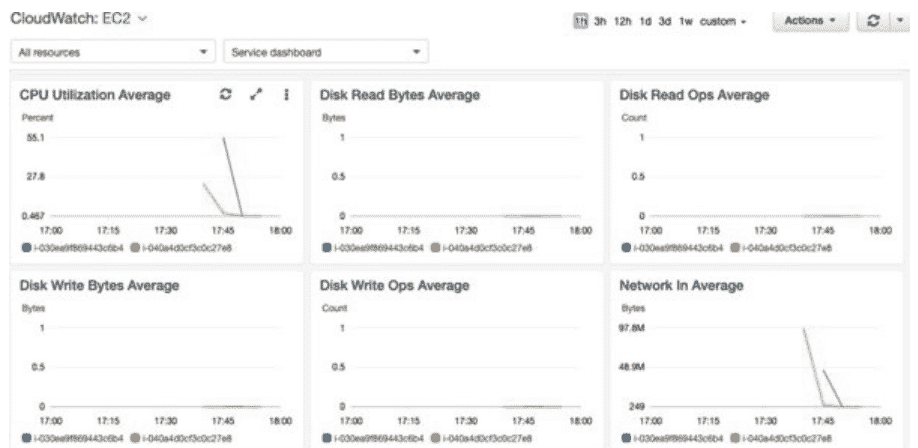 CloudWatch: EC2
1h 3h 12h 1d 3d 1w custom
Actions
All resources
Service dashboard
CPU Utilization Average
Percent
55.1
27.8
0.467
17:00 17:15 17:30 17:45 18:00
i-030ea9f869443c6b4 i-040a4d0cf3c0c27e8
Disk Read Bytes Average
Bytes
1
0.5
0
17:00 17:15 17:30 17:45 18:00
i-030ea9f869443c6b4 i-040a4d0cf3c0c27e8
Disk Read Ops Average
Count
1
0.5
0
17:00 17:15 17:30 17:45 18:00
i-030ea9f869443c6b4 i-040a4d0cf3c0c27e8
Disk Write Bytes Average
Bytes
1
0.5
0
17:00 17:15 17:30 17:45 18:00
i-030ea9f869443c6b4 i-040a4d0cf3c0c27e8
Disk Write Ops Average
Count
1
0.5
0
17:00 17:15 17:30 17:45 18:00
i-030ea9f869443c6b4 i-040a4d0cf3c0c27e8
Network In Average
Bytes
97.8M
48.9M
249
17:00 17:15 17:30 17:45 18:00
i-030ea9f869443c6b4 i-040a4d0cf3c0c27e8